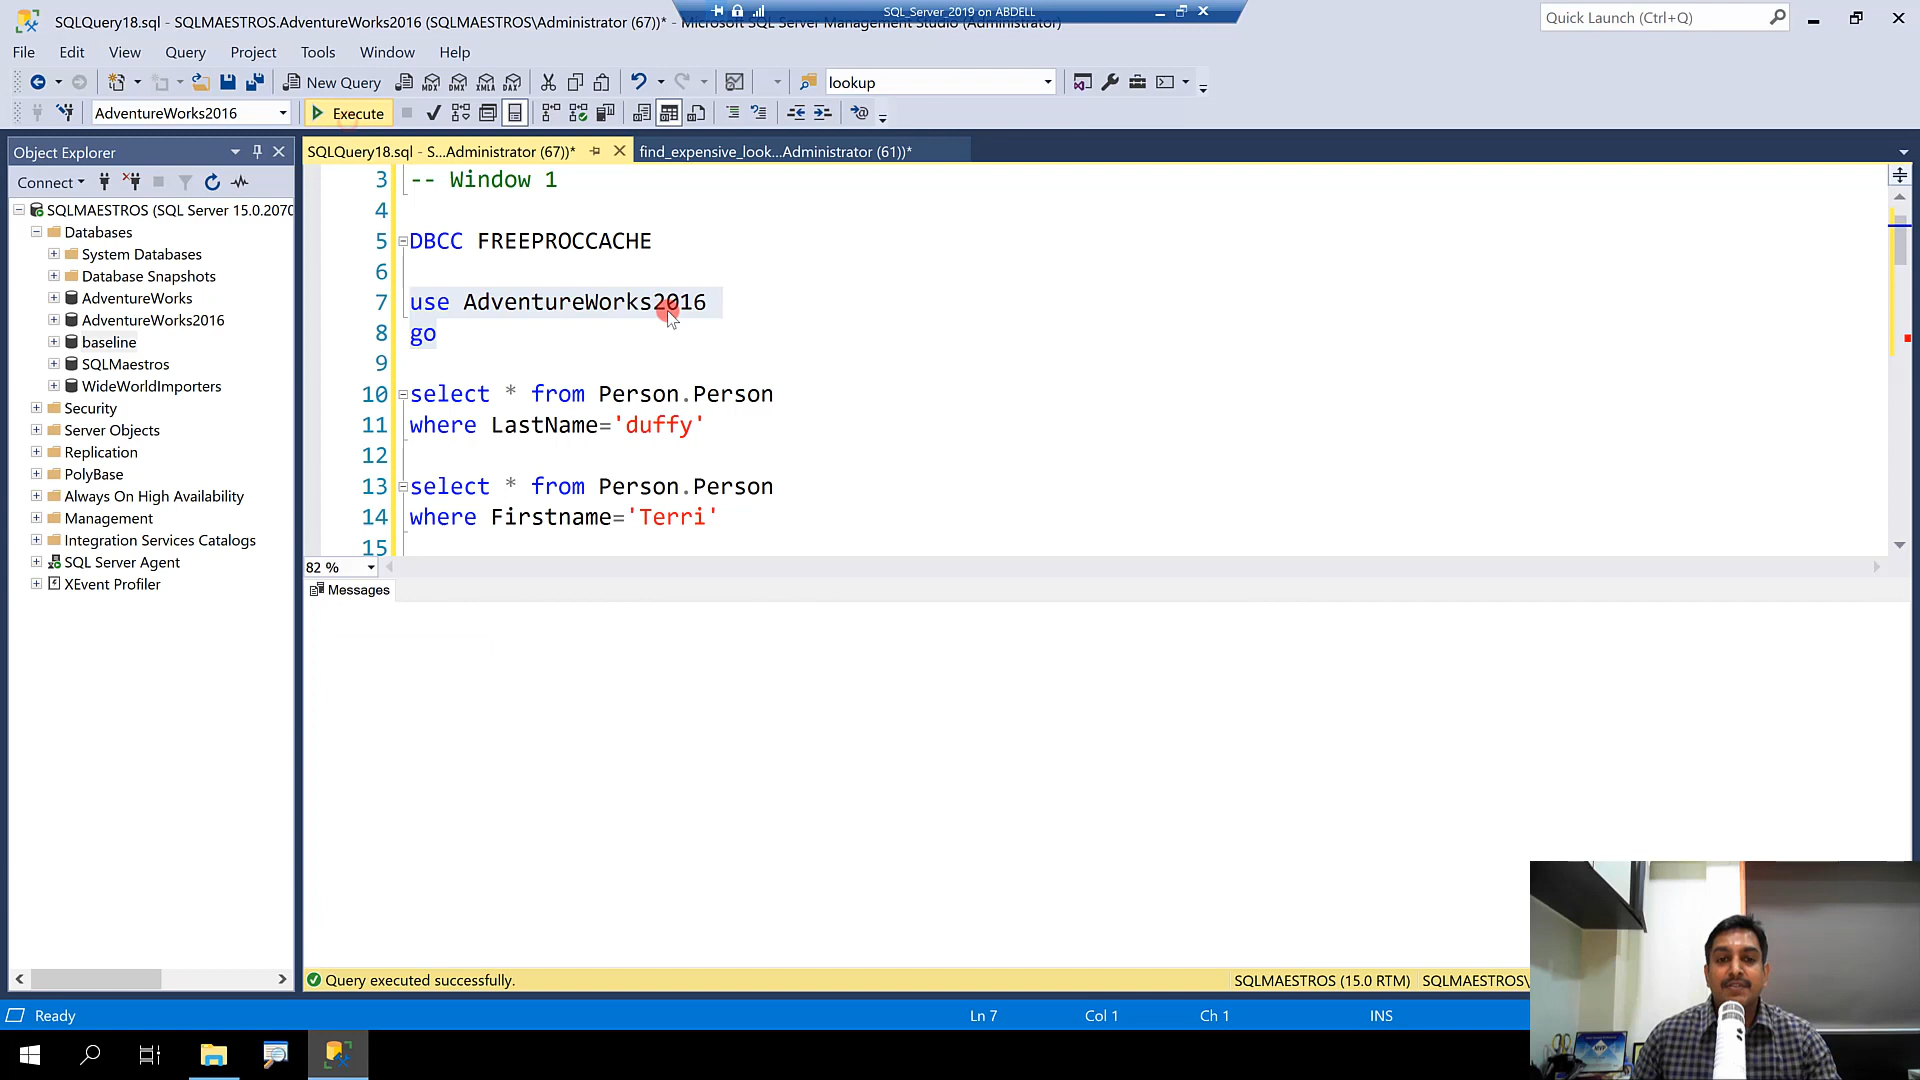 SQLQuery18.sql - SQLMAESTROS.AdventureWorks2016 (SQLMAESTROS\Administrator (67))* - Microsoft SQL Server Management Studio (Administrator)
SQL_Server_2019 on ABDELL
Quick Launch (Ctrl+Q)
File Edit View Query Project Tools Window Help
New Query
MDX DMX XMLA DAX
lookup
AdventureWorks2016
Execute
Object Explorer
SQLQuery18.sql - S...Administrator (67))*
find_expensive_look...Administrator (61))*
Connect
SQLMAESTROS (SQL Server 15.0.2070
Databases
System Databases
Database Snapshots
AdventureWorks
AdventureWorks2016
baseline
SQLMaestros
WideWorldImporters
Security
Server Objects
Replication
PolyBase
Always On High Availability
Management
Integration Services Catalogs
SQL Server Agent
XEvent Profiler
3 -- Window 1
4
5 DBCC FREEPROCCACHE
6
7 use AdventureWorks2016
8 go
9
10 select * from Person.Person
11 where LastName='duffy'
12
13 select * from Person.Person
14 where Firstname='Terri'
15
82 %
Messages
Query executed successfully.
SQLMAESTROS (15.0 RTM)
SQLMAESTROS\
Ready
Ln 7
Col 1
Ch 1
INS